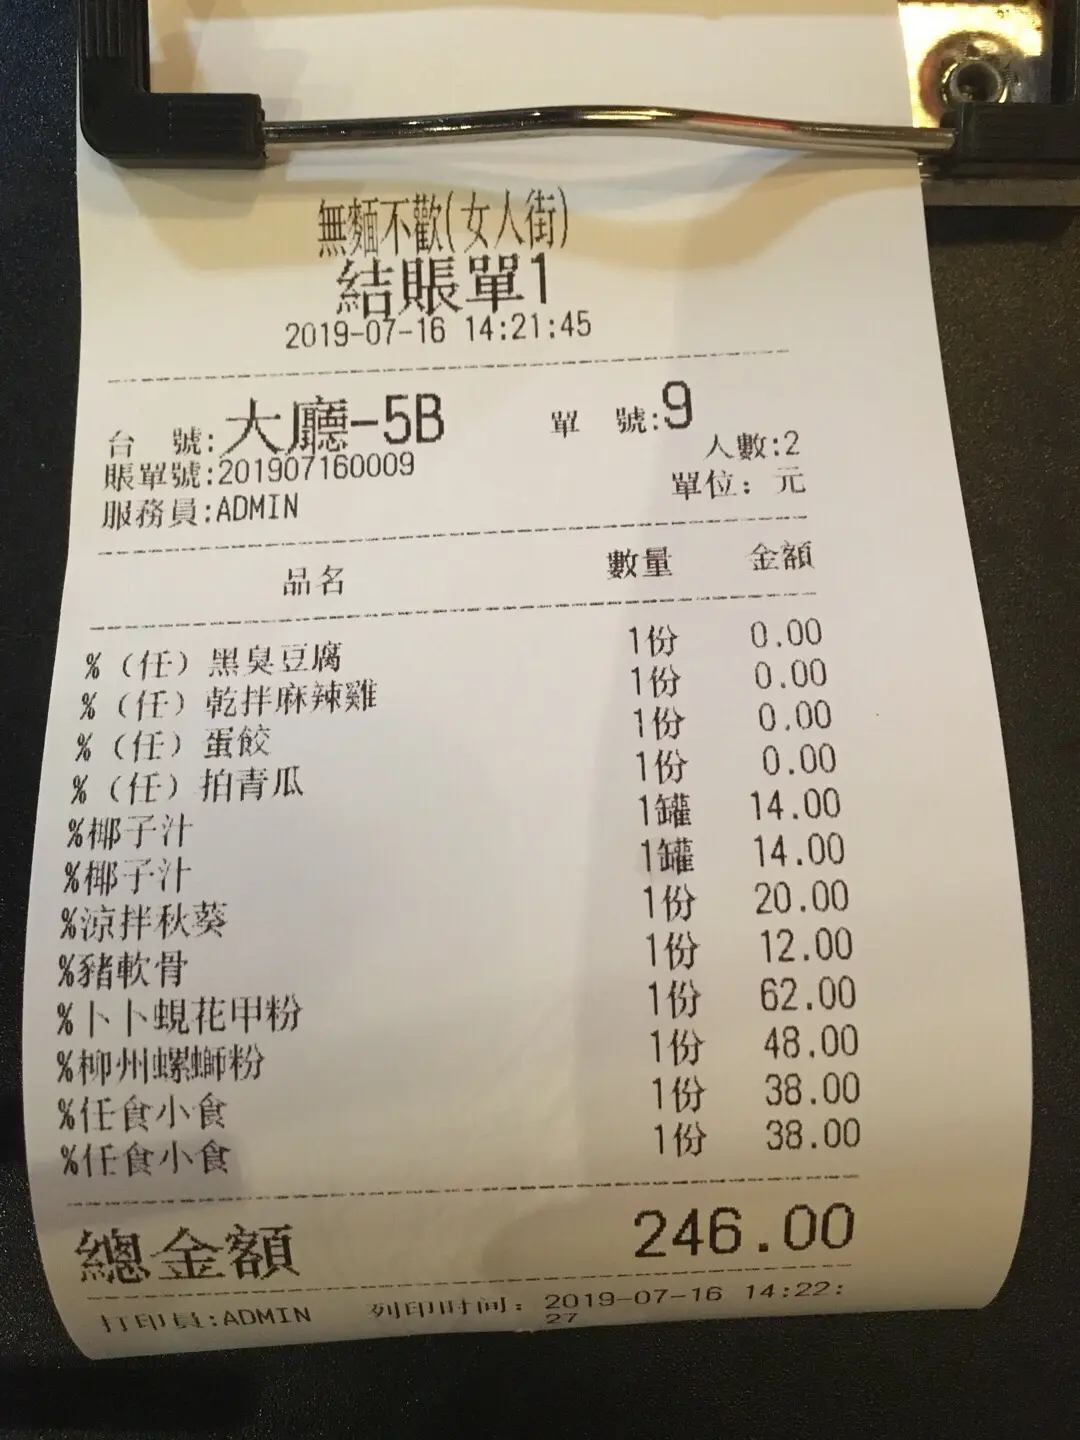 無麵不歡(女人街)
結賬單1
2019-07-16 14:21:45
台 號:大廳-5B 單 號:9
賬單號:201907160009 人數:2
服務員:ADMIN 單位：元
品名 數量 金額
%（任）黑臭豆腐 1份 0.00
%（任）乾拌麻辣雞 1份 0.00
%（任）蛋餃 1份 0.00
%（任）拍青瓜 1份 0.00
%椰子汁 1罐 14.00
%椰子汁 1罐 14.00
%涼拌秋葵 1份 20.00
%豬軟骨 1份 12.00
%卜卜蜆花甲粉 1份 62.00
%柳州螺螄粉 1份 48.00
%任食小食 1份 38.00
%任食小食 1份 38.00
總金額 246.00
打印員:ADMIN 列印时间：2019-07-16 14:22:
27